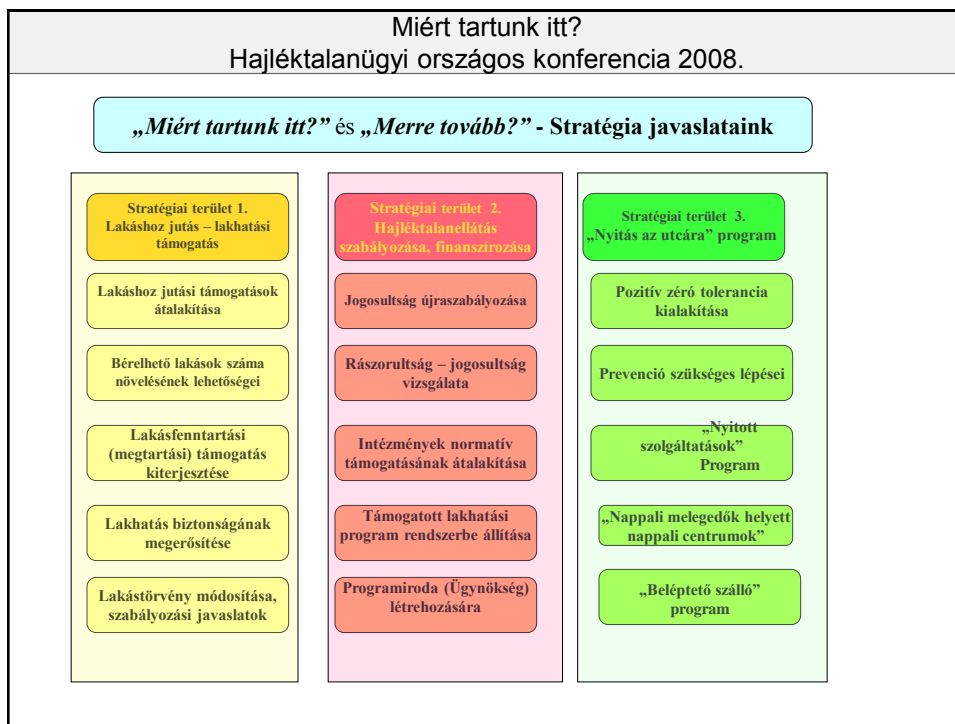 Miért tartunk itt?
Hajléktalanügyi országos konferencia 2008.
„Miért tartunk itt?” és „Merre tovább?” - Stratégia javaslataink
Stratégiai terület 1.
Lakáshoz jutás – lakhatási
támogatás
Lakáshoz jutási támogatások
átalakítása
Bérelhető lakások száma
növelésének lehetőségei
Lakásfenntartási
(megtartási) támogatás
kiterjesztése
Lakhatás biztonságának
megerősítése
Lakástörvény módosítása,
szabályozási javaslatok
Stratégiai terület 2.
Hajléktalanellátás
szabályozása, finanszírozása
Jogosultság újraszabályozása
Rászorultság – jogosultság
vizsgálata
Intézmények normatív
támogatásának átalakítása
Támogatott lakhatási
program rendszerbe állítása
Programiroda (Ügynökség)
létrehozására
Stratégiai terület 3.
„Nyitás az utcára” program
Pozitív zéró tolerancia
kialakítása
Prevenció szükséges lépései
„Nyitott
szolgáltatások”
Program
„Nappali melegedők helyett
nappali centrumok”
„Beléptető szálló”
program